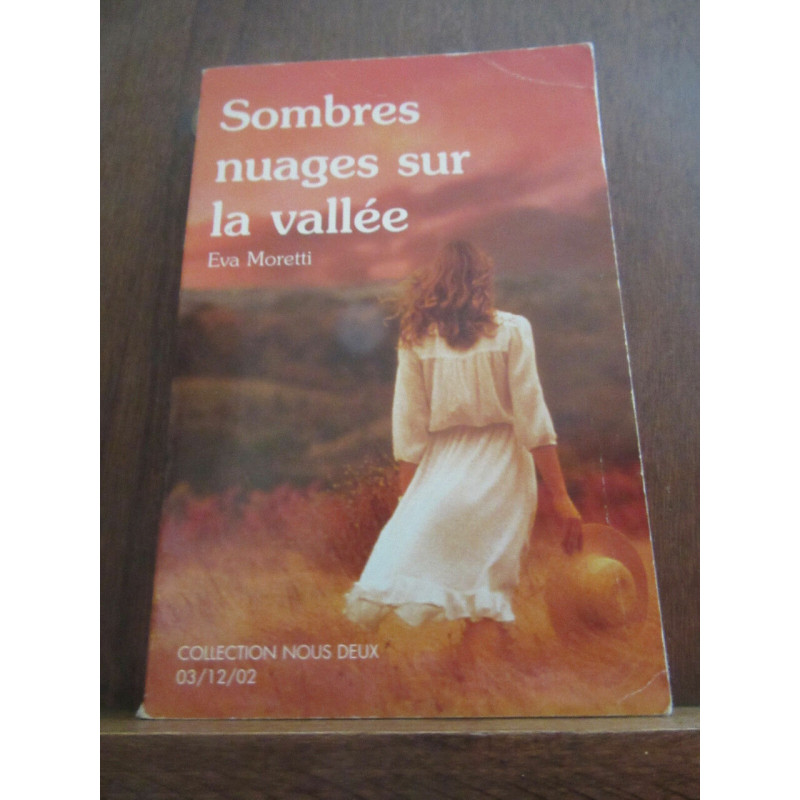 Sombres
nuages sur
la vallée
Eva Moretti
COLLECTION NOUS DEUX
03/12/02